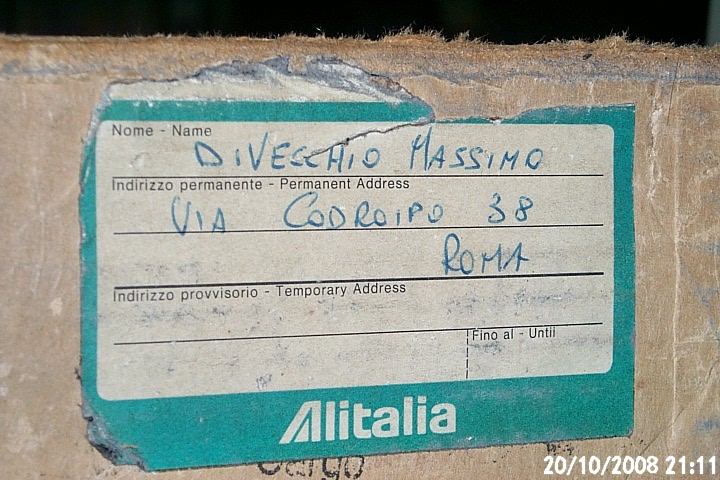 Nome - Name
DiVECCHIO MASSIMO
Indirizzo permanente - Permanent Address
VIA CODROIPO 38
ROMA
Indirizzo provvisorio - Temporary Address
Fino al - Until
Alitalia
cargo
20/10/2008 21:11